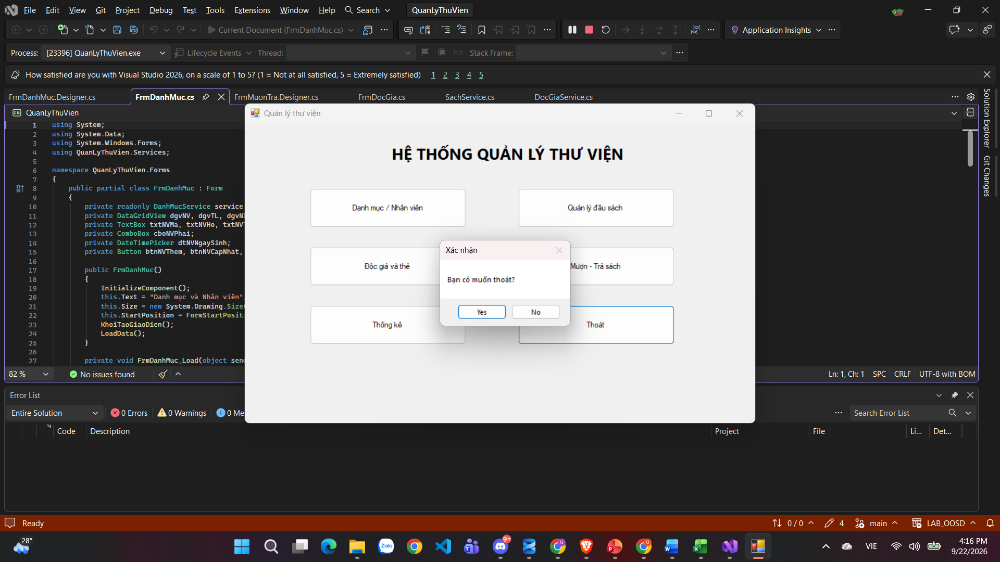 File Edit View Git Project Debug Test Tools Extensions Window Help Search QuanLyThuVien
Current Document (FrmDanhMuc.cs) Application Insights
Process: [23396] QuanLyThuVien.exe Lifecycle Events Thread: Stack Frame:
How satisfied are you with Visual Studio 2026, on a scale of 1 to 5? (1 = Not at all satisfied, 5 = Extremely satisfied) 1 2 3 4 5
FrmDanhMuc.Designer.cs FrmDanhMuc.cs FrmMuonTra.Designer.cs FrmDocGia.cs SachService.cs DocGiaService.cs
QuanLyThuVien
1 using System;
2 using System.Data;
3 using System.Windows.Forms;
4 using QuanLyThuVien.Services;
5
6 namespace QuanLyThuVien.Forms
7 {
8 public partial class FrmDanhMuc : Form
9 {
10 private readonly DanhMucService service
11 private DataGridView dgvNV, dgvTL, dgvNX
12 private TextBox txtNVMa, txtNVHo, txtNVT
13 private ComboBox cboNVPhai;
14 private DateTimePicker dtNVNgaySinh;
15 private Button btnNVThem, btnNVCapNhat,
16
17 public FrmDanhMuc()
18 {
19 InitializeComponent();
20 this.Text = "Danh mục và Nhân viên"
21 this.Size = new System.Drawing.Size(
22 this.StartPosition = FormStartPositi
23 KhoiTaoGiaoDien();
24 LoadData();
25 }
26
27 private void FrmDanhMuc_Load(object send
82 % No issues found Ln: 1, Ch: 1 SPC CRLF UTF-8 with BOM
Quản lý thư viện
HỆ THỐNG QUẢN LÝ THƯ VIỆN
Danh mục / Nhân viên Quản lý đầu sách
Độc giả và thẻ Mượn - Trả sách
Thống kê Thoát
Xác nhận
Bạn có muốn thoát?
Yes No
Solution Explorer
Git Changes
Error List
Entire Solution 0 Errors 0 Warnings 0 Me
Search Error List
Code Description Project File Li... Det...
Ready 0 / 0 4 main LAB_OOSD
28° Zalo 9+ VIE 4:16 PM
9/22/2026